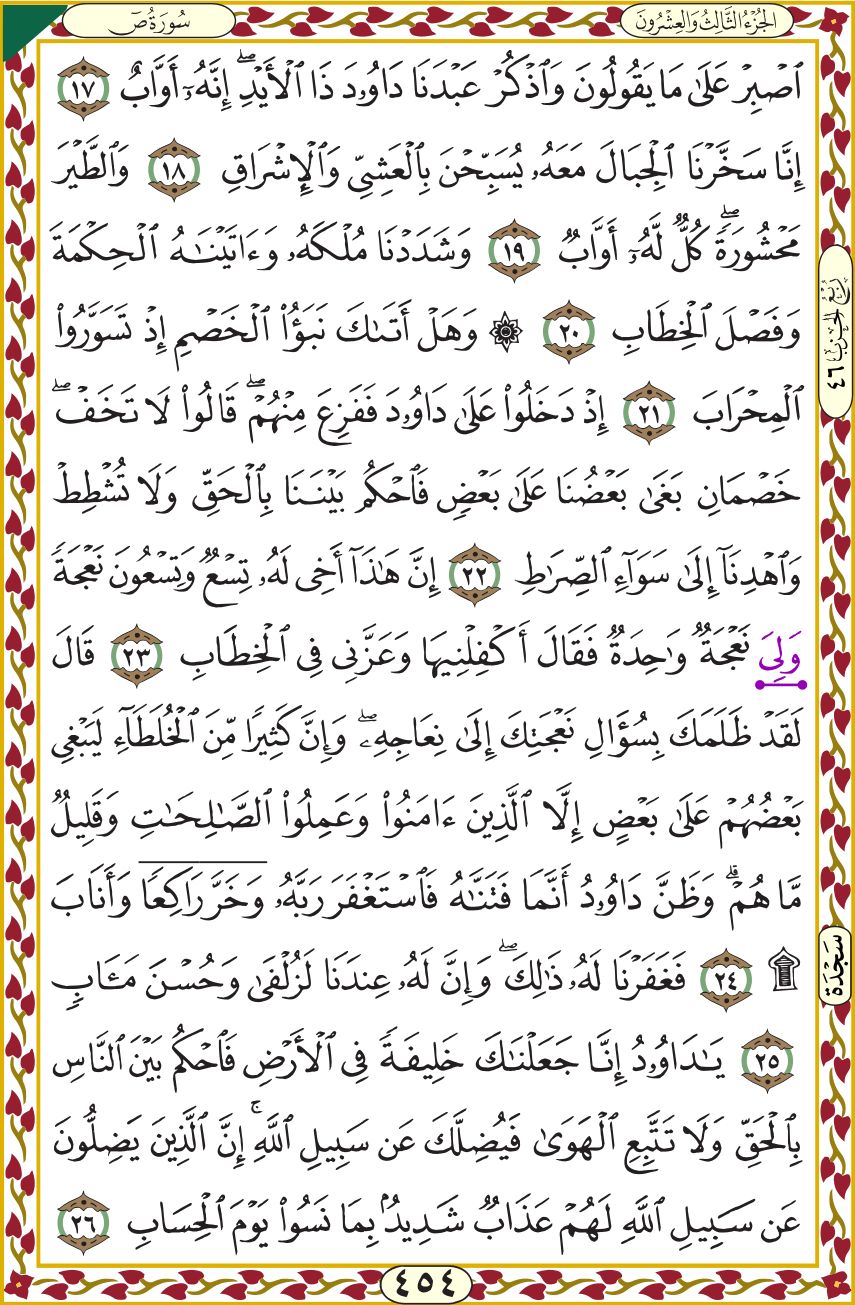 الجُزْءُ الثَّالِثُ وَالعِشْرُونَ
سُورَةُ صٓ
ٱصۡبِرۡ عَلَىٰ مَا يَقُولُونَ وَٱذۡكُرۡ عَبۡدَنَا دَاوُۥدَ ذَا ٱلۡأَيۡدِۖ إِنَّهُۥٓ أَوَّابٌ ١٧
إِنَّا سَخَّرۡنَا ٱلۡجِبَالَ مَعَهُۥ يُسَبِّحۡنَ بِٱلۡعَشِيِّ وَٱلۡإِشۡرَاقِ ١٨ وَٱلطَّيۡرَ
مَحۡشُورَةٗۖ كُلّٞ لَّهُۥٓ أَوَّابٞ ١٩ وَشَدَدۡنَا مُلۡكَهُۥ وَءَاتَيۡنَٰهُ ٱلۡحِكۡمَةَ
وَفَصۡلَ ٱلۡخِطَابِ ٢٠ ۞ وَهَلۡ أَتَىٰكَ نَبَؤُاْ ٱلۡخَصۡمِ إِذۡ تَسَوَّرُواْ
ٱلۡمِحۡرَابَ ٢١ إِذۡ دَخَلُواْ عَلَىٰ دَاوُۥدَ فَفَزِعَ مِنۡهُمۡۖ قَالُواْ لَا تَخَفۡۖ
خَصۡمَانِ بَغَىٰ بَعۡضُنَا عَلَىٰ بَعۡضٖ فَٱحۡكُم بَيۡنَنَا بِٱلۡحَقِّ وَلَا تُشۡطِطۡ
وَٱهۡدِنَآ إِلَىٰ سَوَآءِ ٱلصِّرَٰطِ ٢٢ إِنَّ هَٰذَآ أَخِي لَهُۥ تِسۡعٞ وَتِسۡعُونَ نَعۡجَةٗ
وَلِيَ نَعۡجَةٞ وَٰحِدَةٞ فَقَالَ أَكۡفِلۡنِيهَا وَعَزَّنِي فِي ٱلۡخِطَابِ ٢٣ قَالَ
لَقَدۡ ظَلَمَكَ بِسُؤَالِ نَعۡجَتِكَ إِلَىٰ نِعَاجِهِۦۖ وَإِنَّ كَثِيرٗا مِّنَ ٱلۡخُلَطَآءِ لَيَبۡغِي
بَعۡضُهُمۡ عَلَىٰ بَعۡضٍ إِلَّا ٱلَّذِينَ ءَامَنُواْ وَعَمِلُواْ ٱلصَّٰلِحَٰتِ وَقَلِيلٞ
مَّا هُمۡۗ وَظَنَّ دَاوُۥدُ أَنَّمَا فَتَنَّٰهُ فَٱسۡتَغۡفَرَ رَبَّهُۥ وَخَرَّۤ رَاكِعٗاۤ وَأَنَابَ
۩ ٢٤ فَغَفَرۡنَا لَهُۥ ذَٰلِكَۖ وَإِنَّ لَهُۥ عِندَنَا لَزُلۡفَىٰ وَحُسۡنَ مَـَٔابٖ
٢٥ يَٰدَاوُۥدُ إِنَّا جَعَلۡنَٰكَ خَلِيفَةٗ فِي ٱلۡأَرۡضِ فَٱحۡكُم بَيۡنَ ٱلنَّاسِ
بِٱلۡحَقِّ وَلَا تَتَّبِعِ ٱلۡهَوَىٰ فَيُضِلَّكَ عَن سَبِيلِ ٱللَّهِۚ إِنَّ ٱلَّذِينَ يَضِلُّونَ
عَن سَبِيلِ ٱللَّهِ لَهُمۡ عَذَابٞ شَدِيدُۢ بِمَا نَسُواْ يَوۡمَ ٱلۡحِسَابِ ٢٦
رُبْعُ الحِزْبِ ٤٦
سَجْدَة
٤٥٤